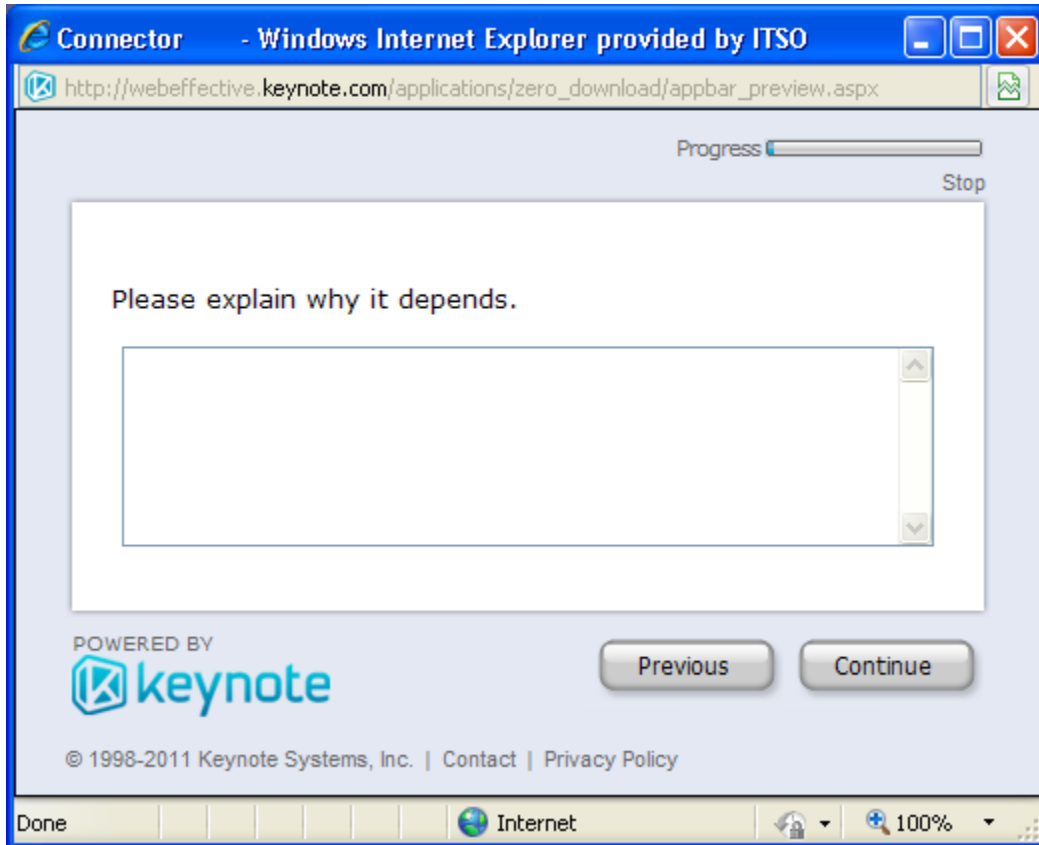 Connector - Windows Internet Explorer provided by ITSO
http://webeffective.keynote.com/applications/zero_download/appbar_preview.aspx
Progress
Stop
Please explain why it depends.
POWERED BY
keynote
Previous Continue
© 1998-2011 Keynote Systems, Inc. | Contact | Privacy Policy
Done Internet 100%